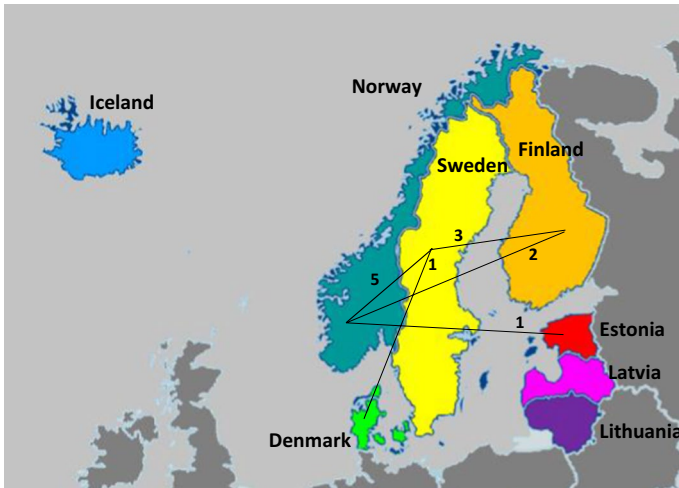 Norway
Iceland
Finland
Sweden
3
1
2
5
1
Estonia
Latvia
Denmark
Lithuania